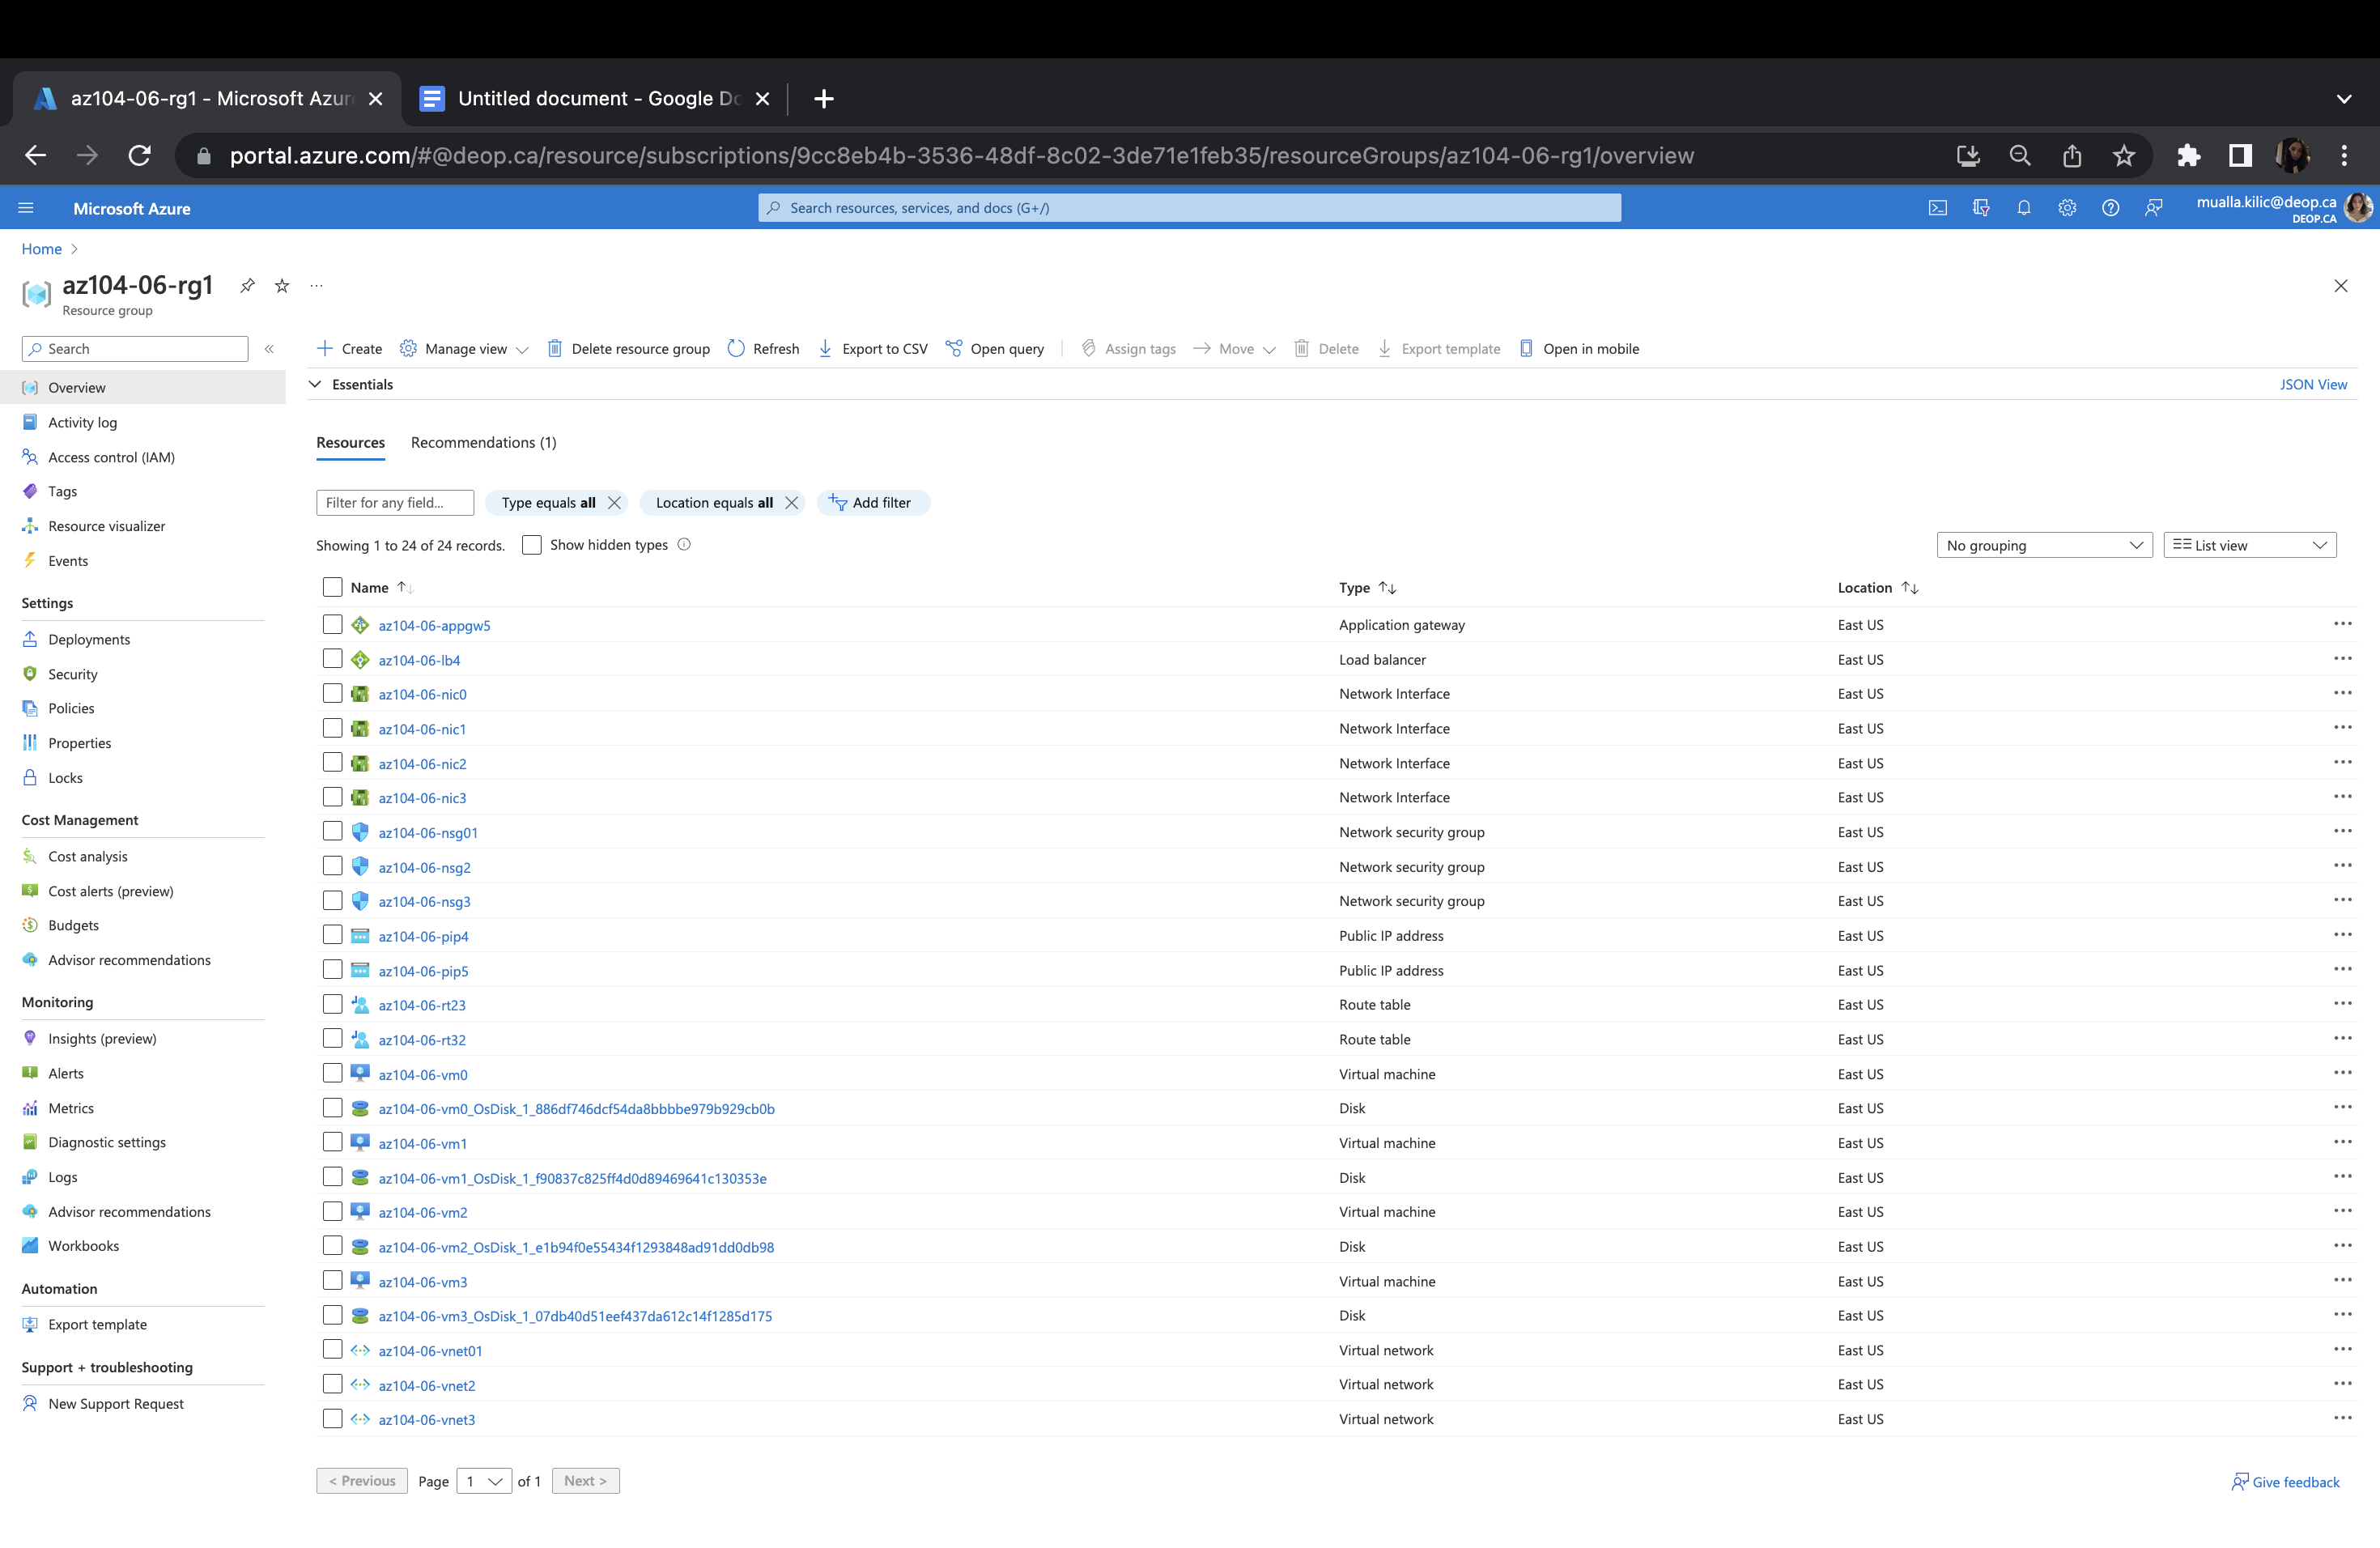 az104-06-rg1 - Microsoft Azur
Untitled document - Google Do
portal.azure.com/#@deop.ca/resource/subscriptions/9cc8eb4b-3536-48df-8c02-3de71e1feb35/resourceGroups/az104-06-rg1/overview
Microsoft Azure
Search resources, services, and docs (G+/)
mualla.kilic@deop.ca
DEOP.CA
Home
az104-06-rg1
Resource group
Search
Create
Manage view
Delete resource group
Refresh
Export to CSV
Open query
Assign tags
Move
Delete
Export template
Open in mobile
Essentials
JSON View
Overview
Activity log
Access control (IAM)
Tags
Resource visualizer
Events
Settings
Deployments
Security
Policies
Properties
Locks
Cost Management
Cost analysis
Cost alerts (preview)
Budgets
Advisor recommendations
Monitoring
Insights (preview)
Alerts
Metrics
Diagnostic settings
Logs
Advisor recommendations
Workbooks
Automation
Export template
Support + troubleshooting
New Support Request
Resources
Recommendations (1)
Filter for any field...
Type equals all
Location equals all
Add filter
Showing 1 to 24 of 24 records.
Show hidden types
No grouping
List view
Name Type Location
az104-06-appgw5 Application gateway East US
az104-06-lb4 Load balancer East US
az104-06-nic0 Network Interface East US
az104-06-nic1 Network Interface East US
az104-06-nic2 Network Interface East US
az104-06-nic3 Network Interface East US
az104-06-nsg01 Network security group East US
az104-06-nsg2 Network security group East US
az104-06-nsg3 Network security group East US
az104-06-pip4 Public IP address East US
az104-06-pip5 Public IP address East US
az104-06-rt23 Route table East US
az104-06-rt32 Route table East US
az104-06-vm0 Virtual machine East US
az104-06-vm0_OsDisk_1_886df746dcf54da8bbbbe979b929cb0b Disk East US
az104-06-vm1 Virtual machine East US
az104-06-vm1_OsDisk_1_f90837c825ff4d0d89469641c130353e Disk East US
az104-06-vm2 Virtual machine East US
az104-06-vm2_OsDisk_1_e1b94f0e55434f1293848ad91dd0db98 Disk East US
az104-06-vm3 Virtual machine East US
az104-06-vm3_OsDisk_1_07db40d51eef437da612c14f1285d175 Disk East US
az104-06-vnet01 Virtual network East US
az104-06-vnet2 Virtual network East US
az104-06-vnet3 Virtual network East US
< Previous Page 1 of 1 Next >
Give feedback